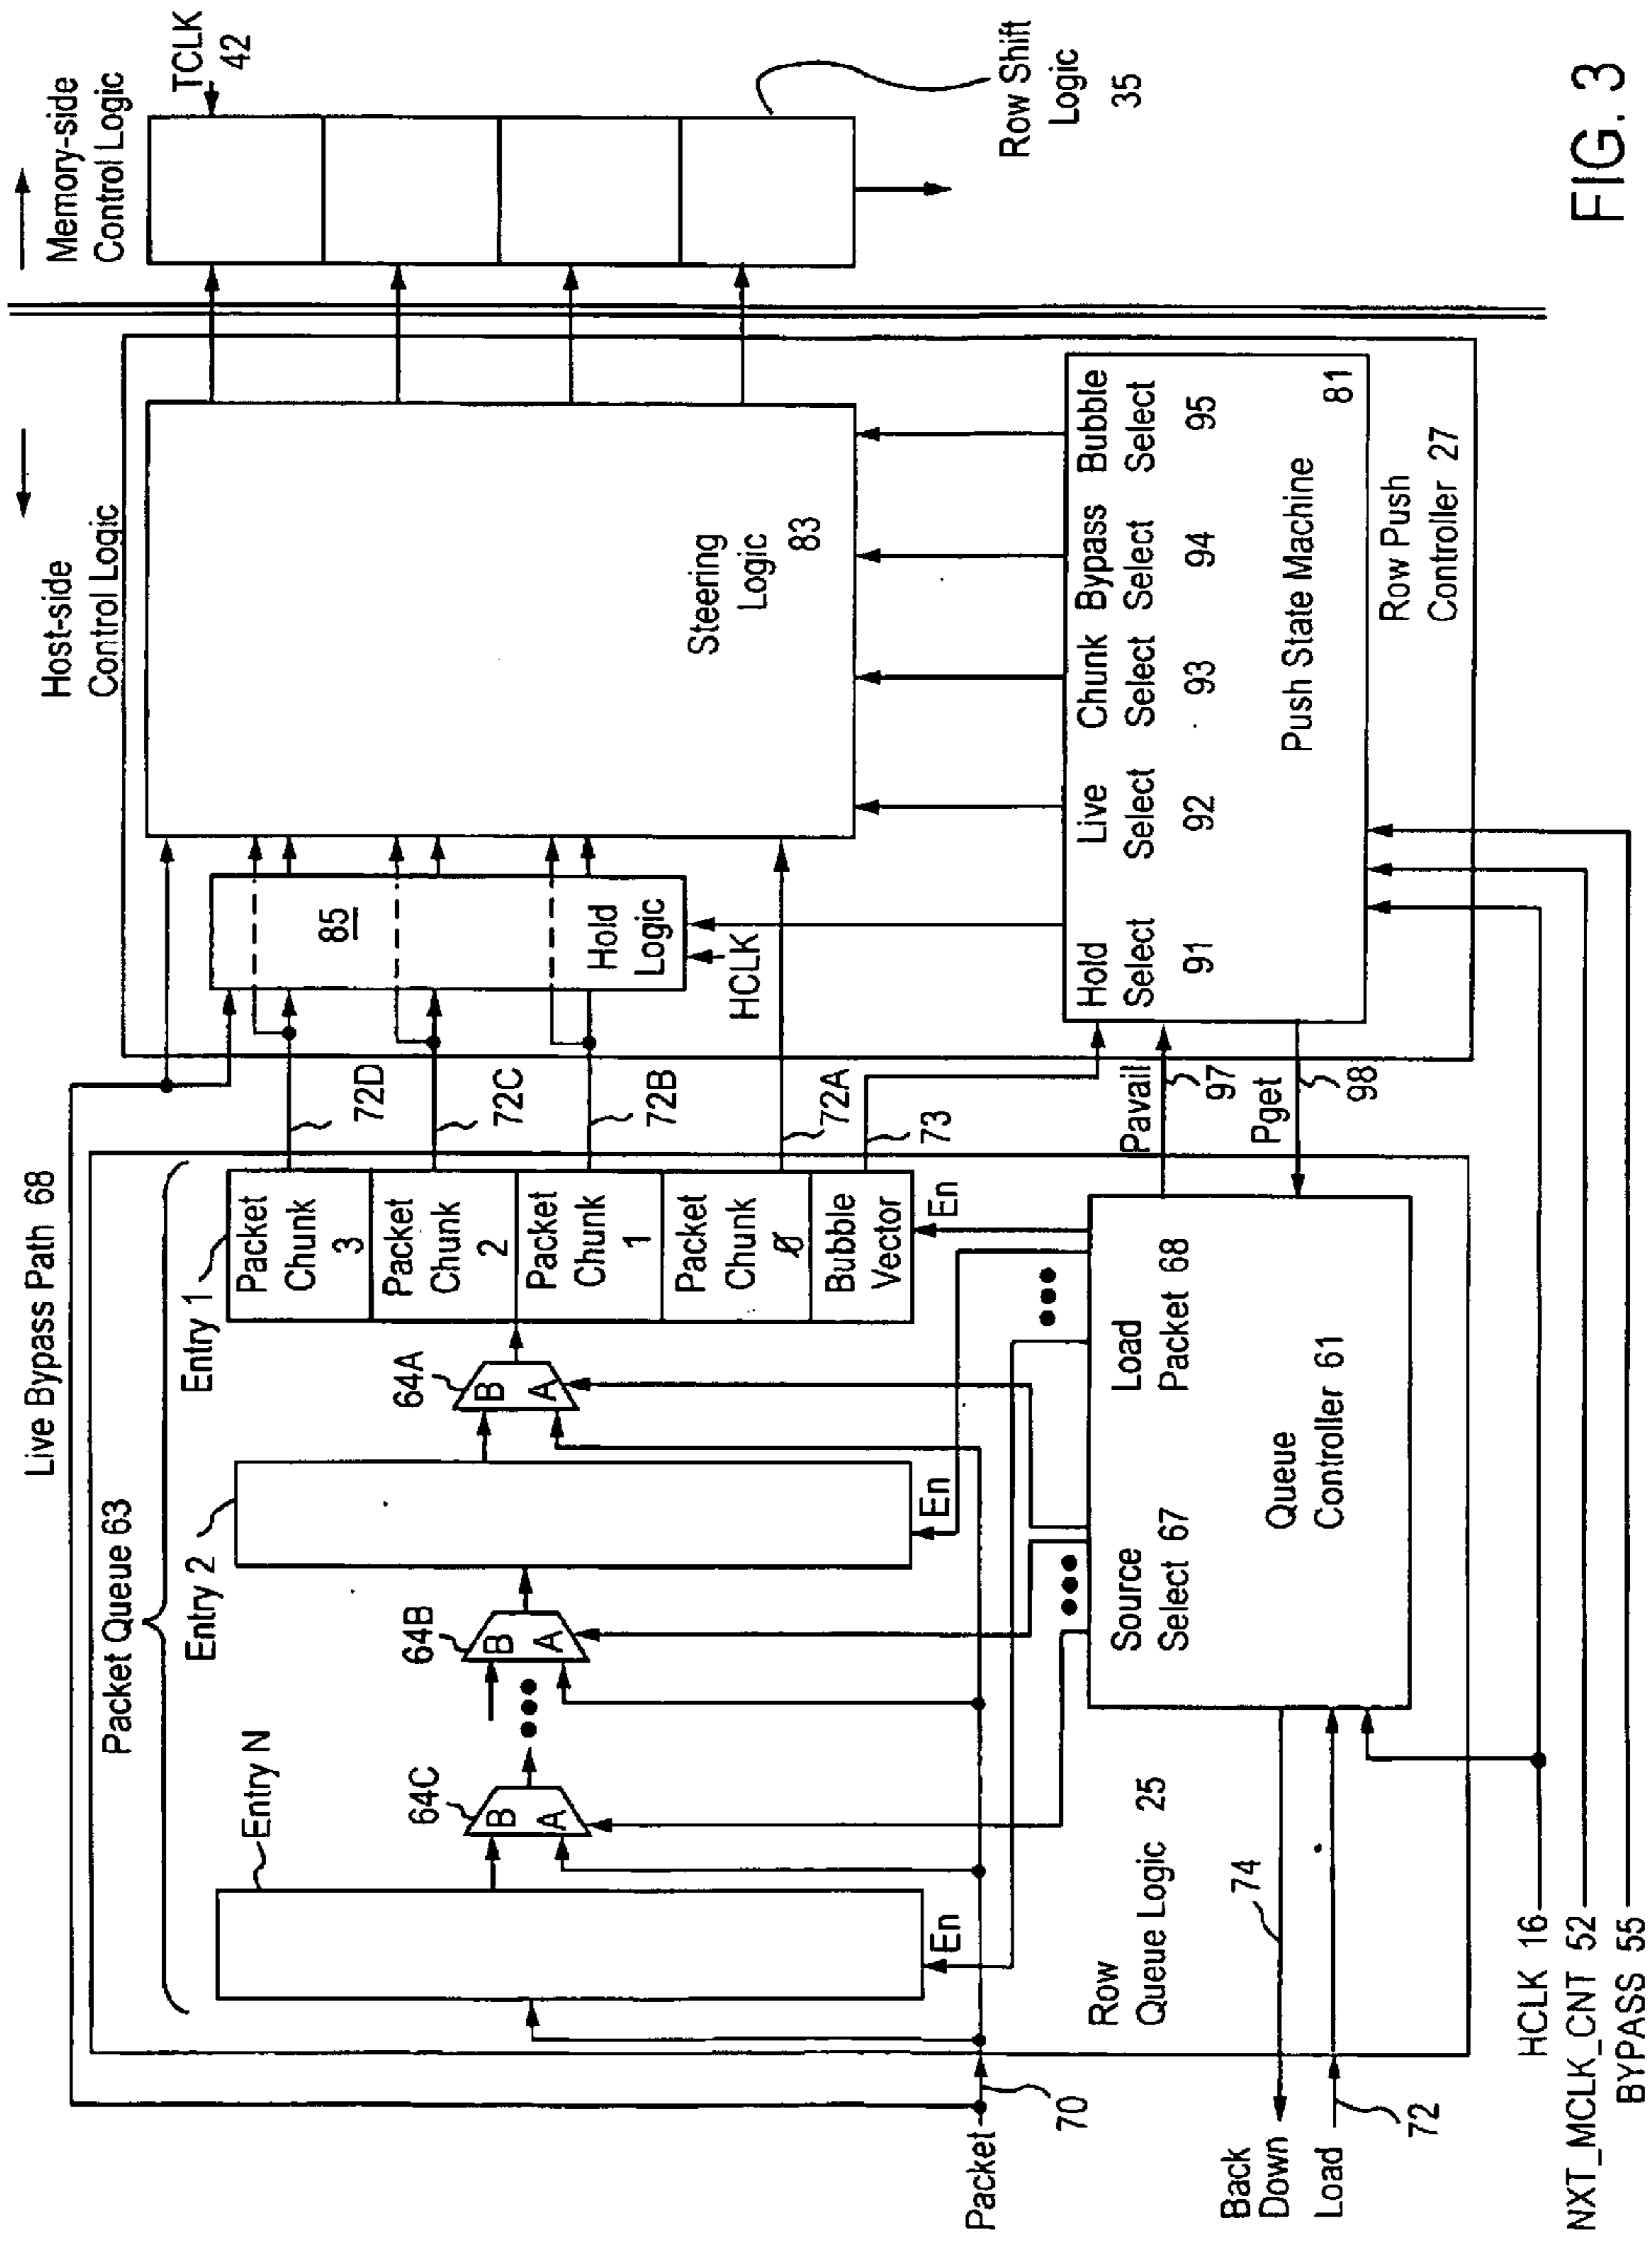 Host-side
Control Logic
Memory-side
Control Logic
TCLK
42
Row Shift
Logic
35
Live Bypass Path 68
Packet Queue 63
Entry N
Entry 2
Entry 1
64C
B
A
64B
B
A
64A
B
A
En
En
En
Packet
Chunk
3
Packet
Chunk
2
Packet
Chunk
1
Packet
Chunk
0
Bubble
Vector
72D
72C
72B
72A
73
85
Hold
Logic
HCLK
Steering
Logic
83
Packet
70
Row
Queue Logic 25
Source
Select 67
Load
Packet 68
Queue
Controller 61
Pavail
97
Pget
98
Hold
Select
91
Live
Select
92
Chunk
Select
93
Bypass
Select
94
Bubble
Select
95
Push State Machine
81
Row Push
Controller 27
Back
Down
74
Load
72
HCLK 16
NXT_MCLK_CNT 52
BYPASS 55
FIG. 3